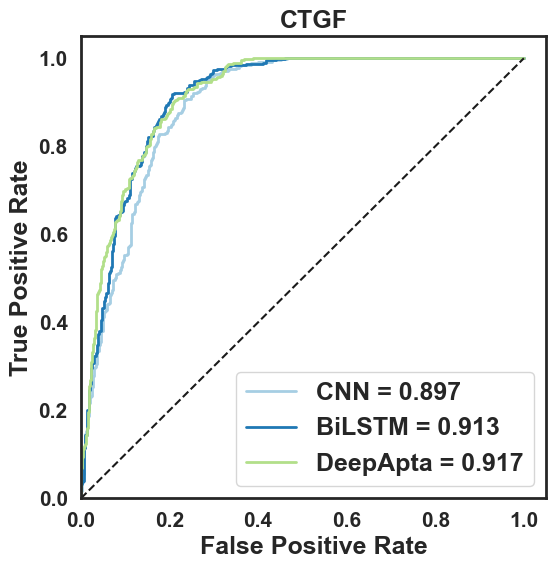 CTGF
True Positive Rate
1.0
0.8
0.6
0.4
0.2
0.0
CNN = 0.897
BiLSTM = 0.913
DeepApta = 0.917
0.0 0.2 0.4 0.6 0.8 1.0
False Positive Rate